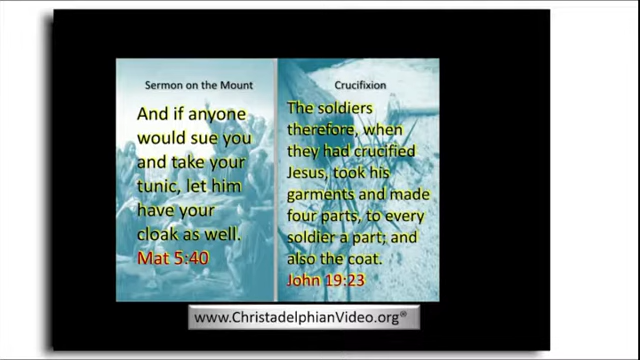 Sermon on the Mount
And if anyone
would sue you
and take your
tunic, let him
have your
cloak as well.
Mat 5:40
Crucifixion
The soldiers
therefore, when
they had crucified
Jesus, took his
garments and made
four parts, to every
soldier a part; and
also the coat.
John 19:23
www.ChristadelphianVideo.org®